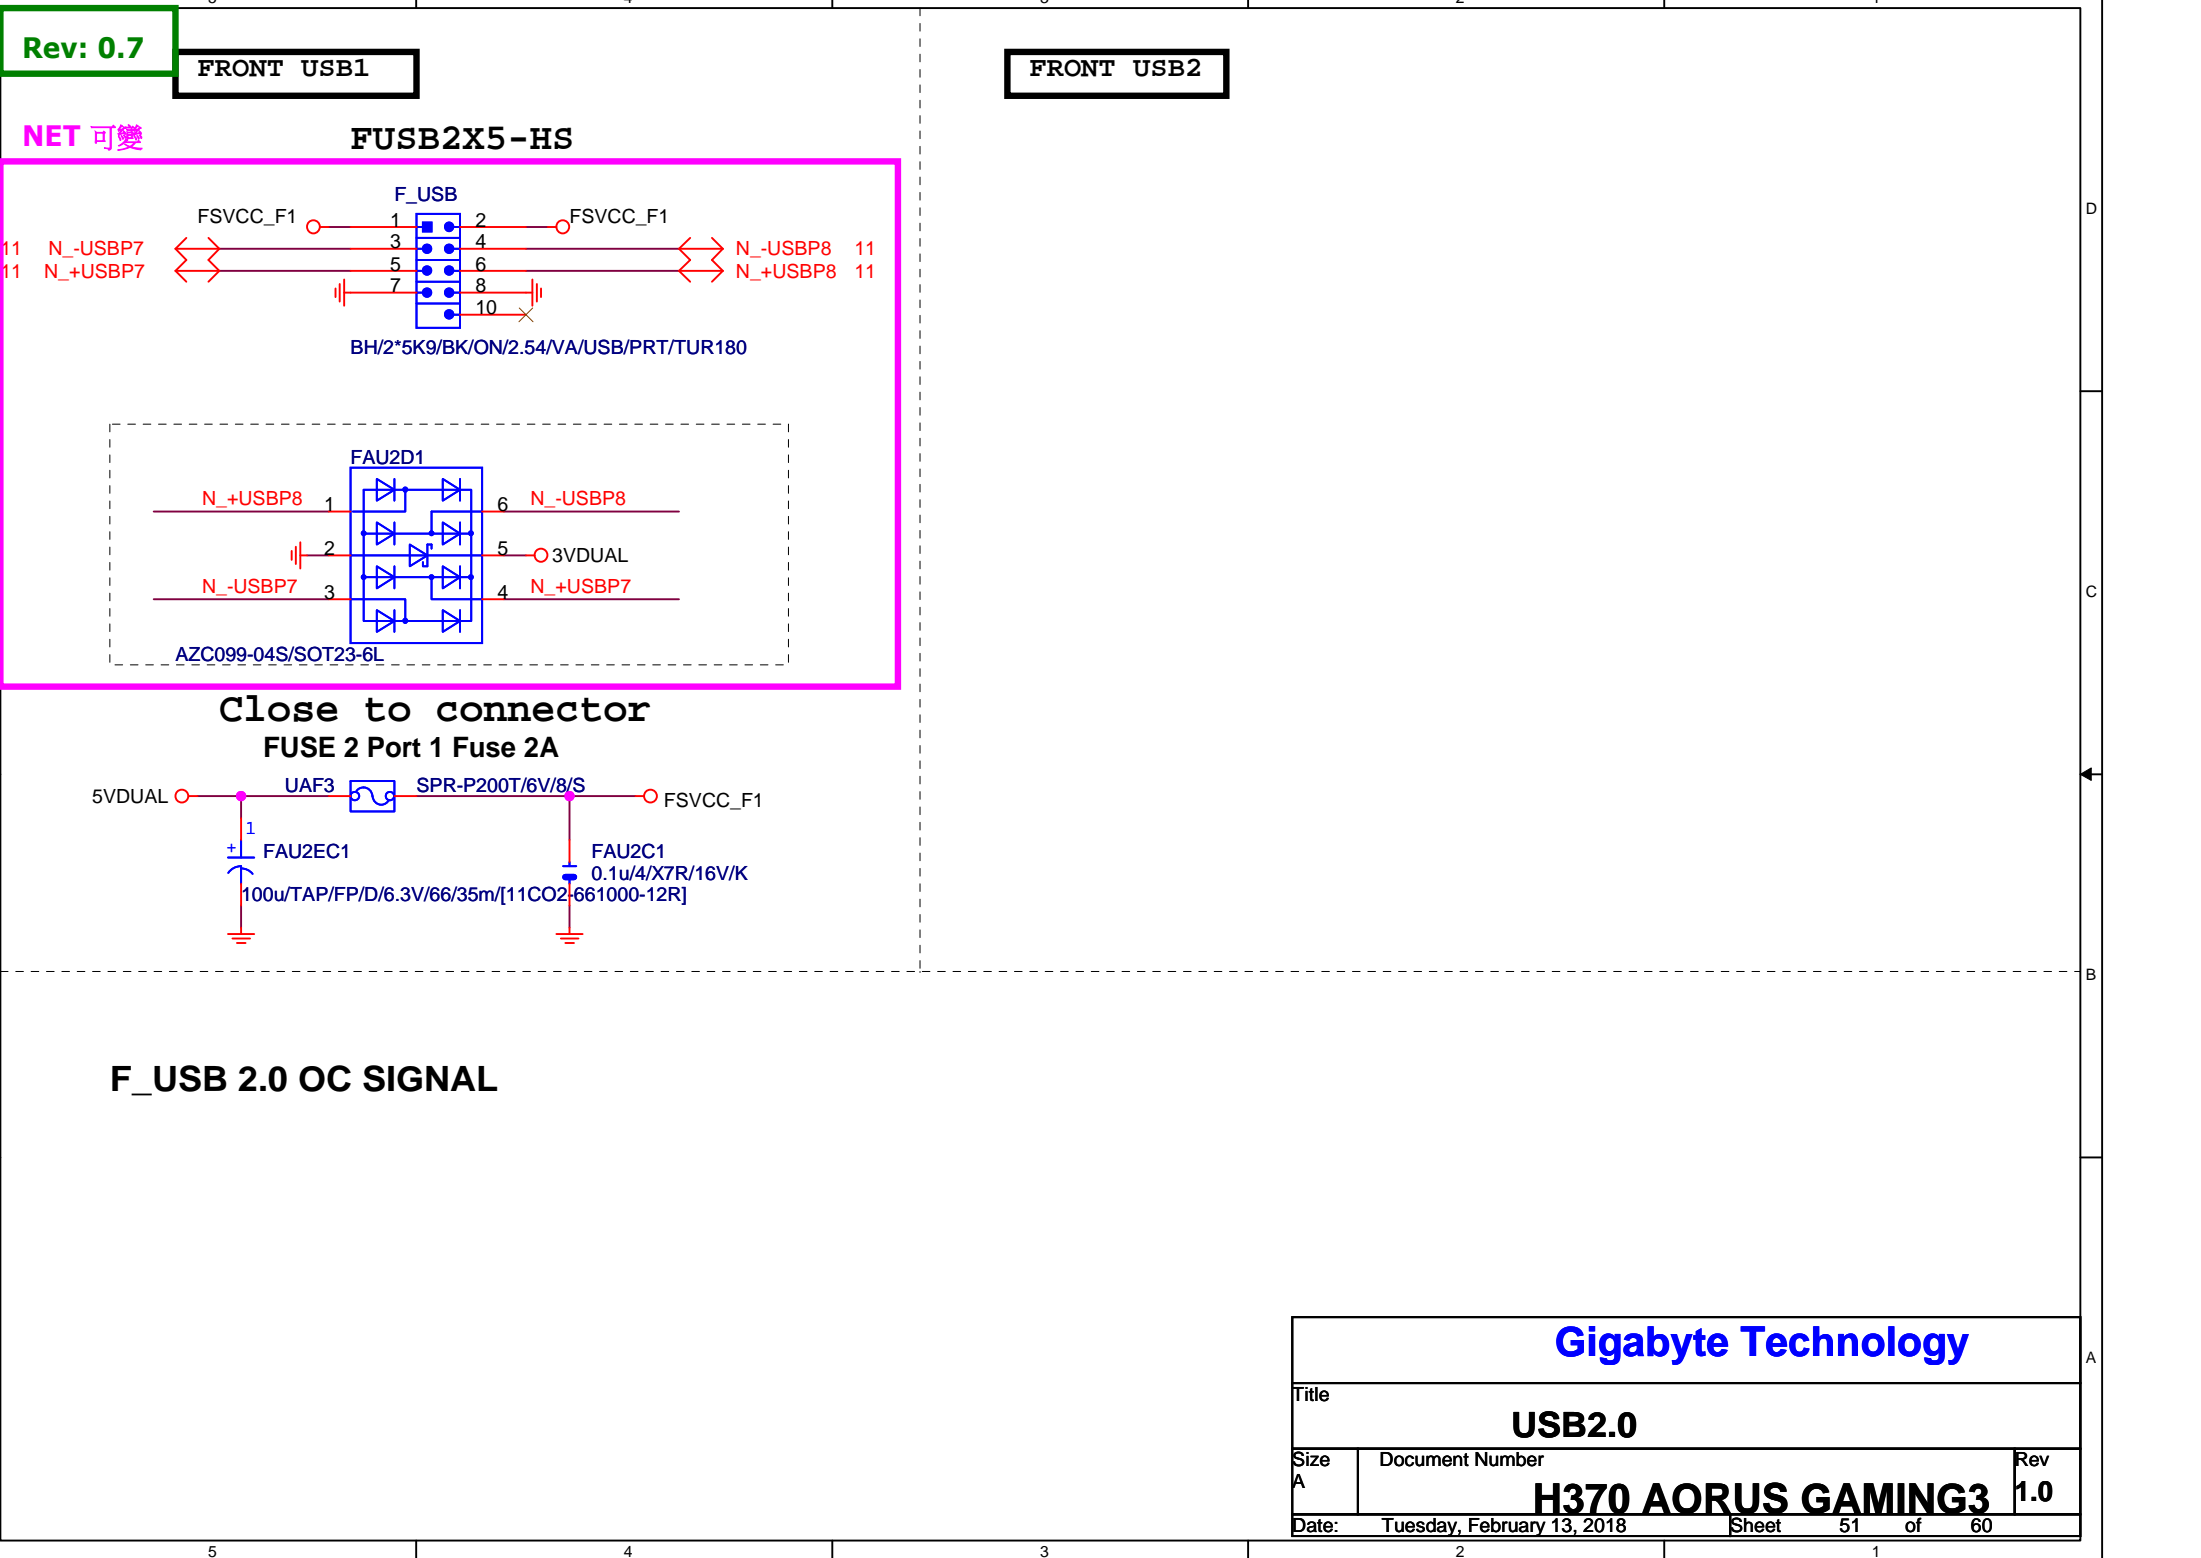 5 4 3 2 1
Rev: 0.7
FRONT USB1
FRONT USB2
NET 可變
FUSB2X5-HS
F_USB
FSVCC_F1 1 2 FSVCC_F1
11 N_-USBP7 3 4 N_-USBP8 11
11 N_+USBP7 5 6 N_+USBP8 11
7 8
10
BH/2*5K9/BK/ON/2.54/VA/USB/PRT/TUR180
D
FAU2D1
N_+USBP8 1 6 N_-USBP8
2 5 3VDUAL
N_-USBP7 3 4 N_+USBP7
C
AZC099-04S/SOT23-6L
Close to connector
FUSE 2 Port 1 Fuse 2A
5VDUAL UAF3 SPR-P200T/6V/8/S FSVCC_F1
1
+ FAU2EC1 FAU2C1
0.1u/4/X7R/16V/K
100u/TAP/FP/D/6.3V/66/35m/[11CO2-661000-12R]
B
F_USB 2.0 OC SIGNAL
Gigabyte Technology
A
Title
USB2.0
Size Document Number Rev
A H370 AORUS GAMING3 1.0
Date: Tuesday, February 13, 2018 Sheet 51 of 60
5 4 3 2 1